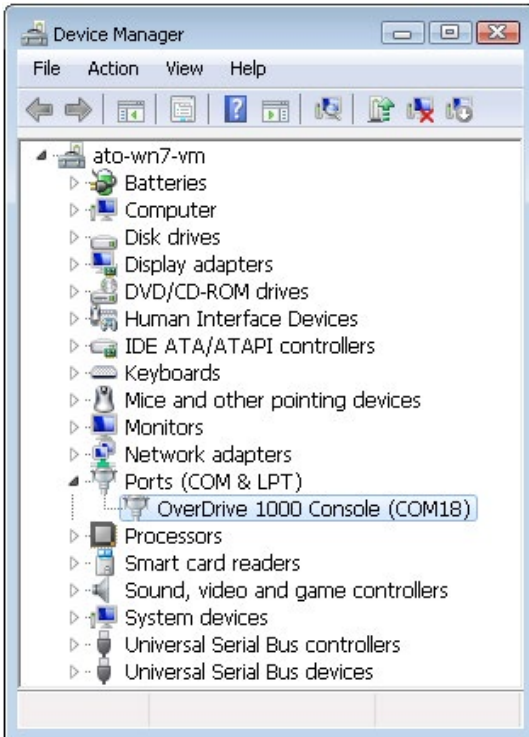 Device Manager
File Action View Help
ato-wn7-vm
Batteries
Computer
Disk drives
Display adapters
DVD/CD-ROM drives
Human Interface Devices
IDE ATA/ATAPI controllers
Keyboards
Mice and other pointing devices
Monitors
Network adapters
Ports (COM & LPT)
OverDrive 1000 Console (COM18)
Processors
Smart card readers
Sound, video and game controllers
System devices
Universal Serial Bus controllers
Universal Serial Bus devices